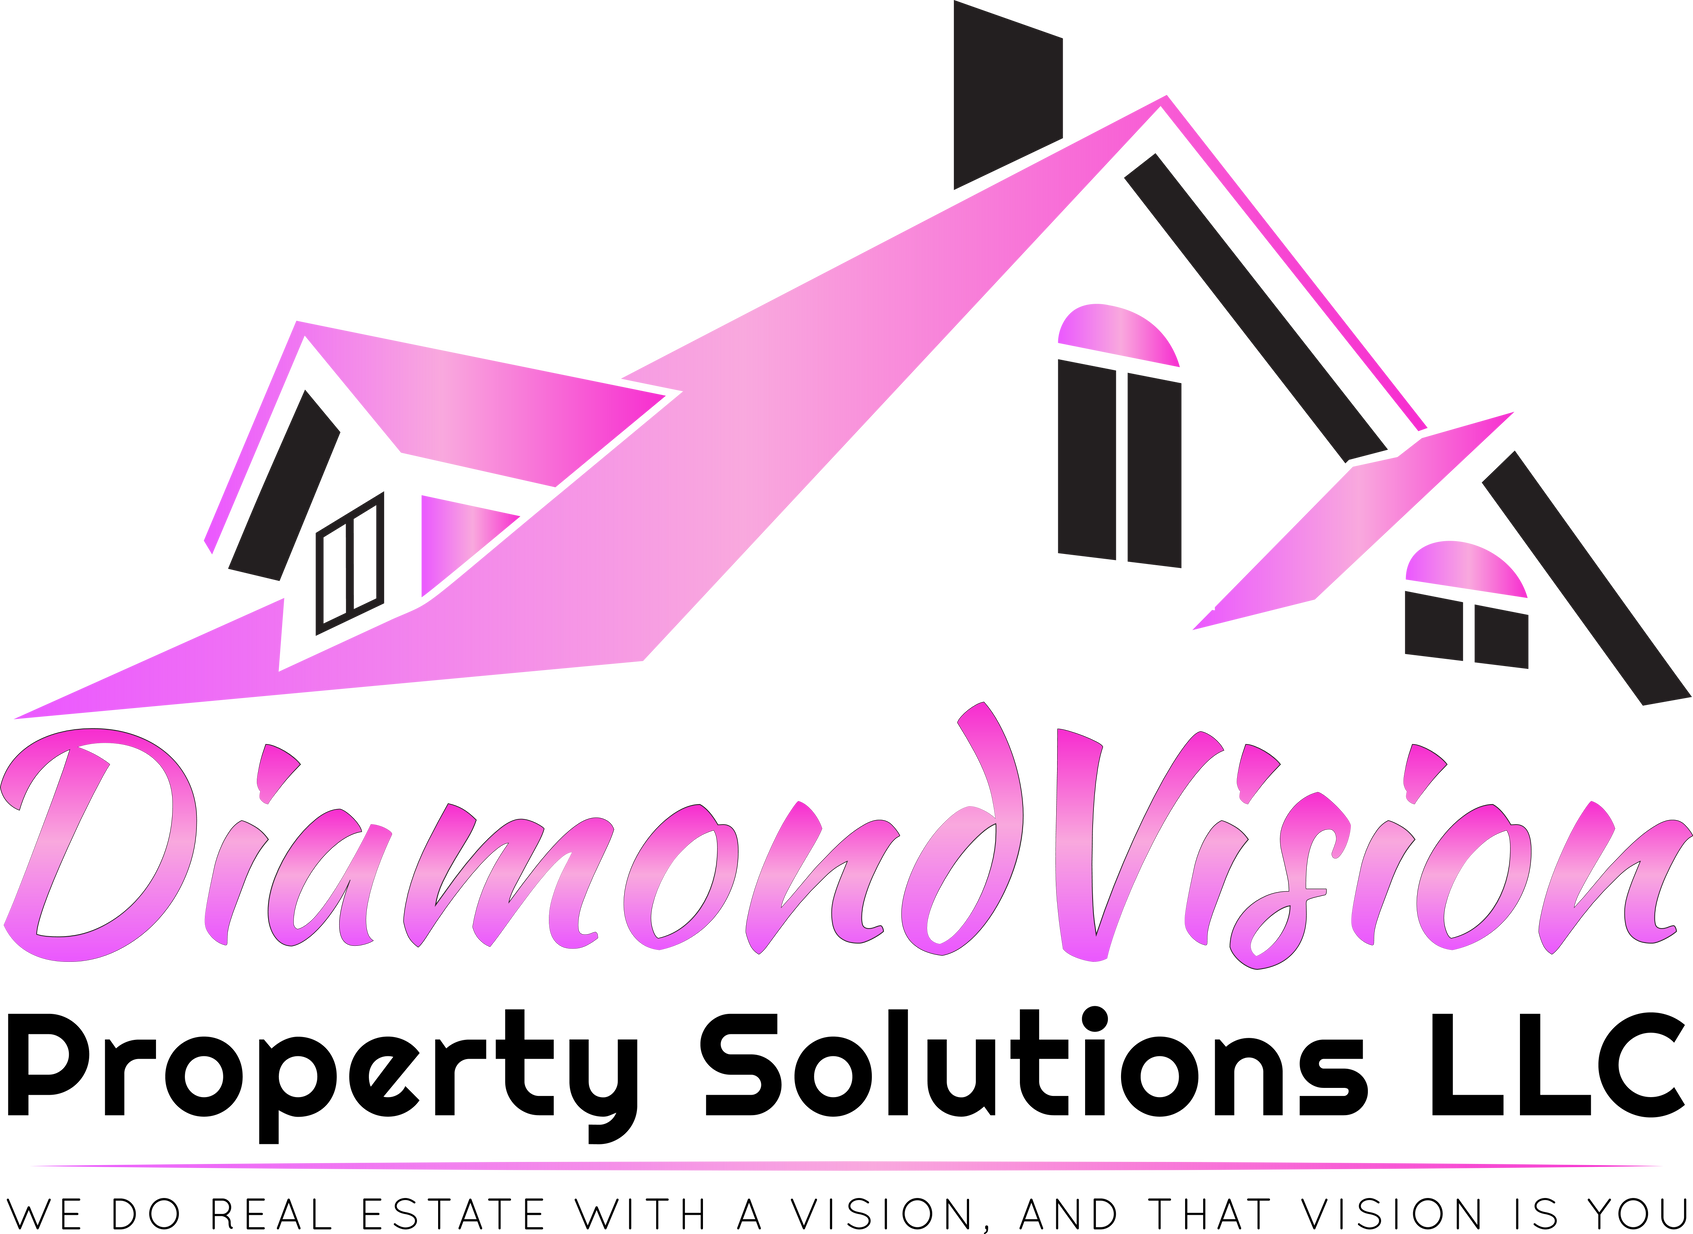 DiamondVision
Property Solutions LLC
WE DO REAL ESTATE WITH A VISION, AND THAT VISION IS YOU